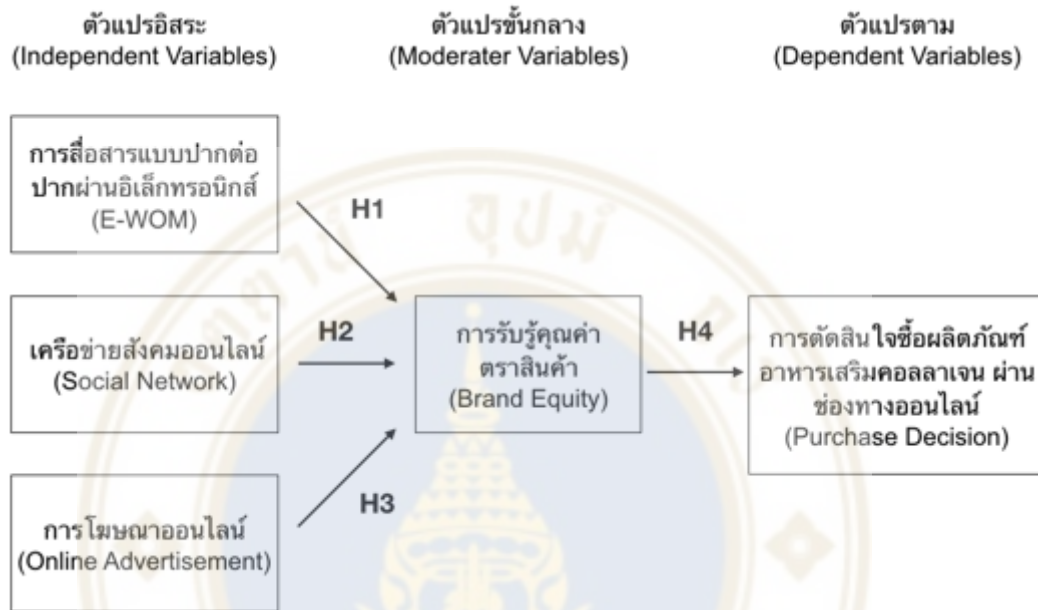 ตัวแปรอิสระ
(Independent Variables)
ตัวแปรขั้นกลาง
(Moderater Variables)
ตัวแปรตาม
(Dependent Variables)
การสื่อสารแบบปากต่อ
ปากผ่านอิเล็กทรอนิกส์
(E-WOM)
H1
เครือข่ายสังคมออนไลน์
(Social Network)
H2
การรับรู้คุณค่า
ตราสินค้า
(Brand Equity)
H4
การตัดสินใจซื้อผลิตภัณฑ์
อาหารเสริมคอลลาเจน ผ่าน
ช่องทางออนไลน์
(Purchase Decision)
H3
การโฆษณาออนไลน์
(Online Advertisement)
อุปมํ